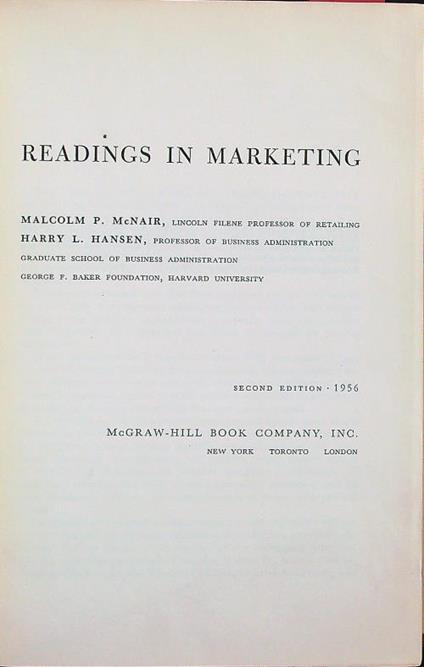 READINGS IN MARKETING
MALCOLM P. McNAIR, LINCOLN FILENE PROFESSOR OF RETAILING
HARRY L. HANSEN, PROFESSOR OF BUSINESS ADMINISTRATION
GRADUATE SCHOOL OF BUSINESS ADMINISTRATION
GEORGE F. BAKER FOUNDATION, HARVARD UNIVERSITY
SECOND EDITION · 1956
McGRAW-HILL BOOK COMPANY, INC.
NEW YORK TORONTO LONDON